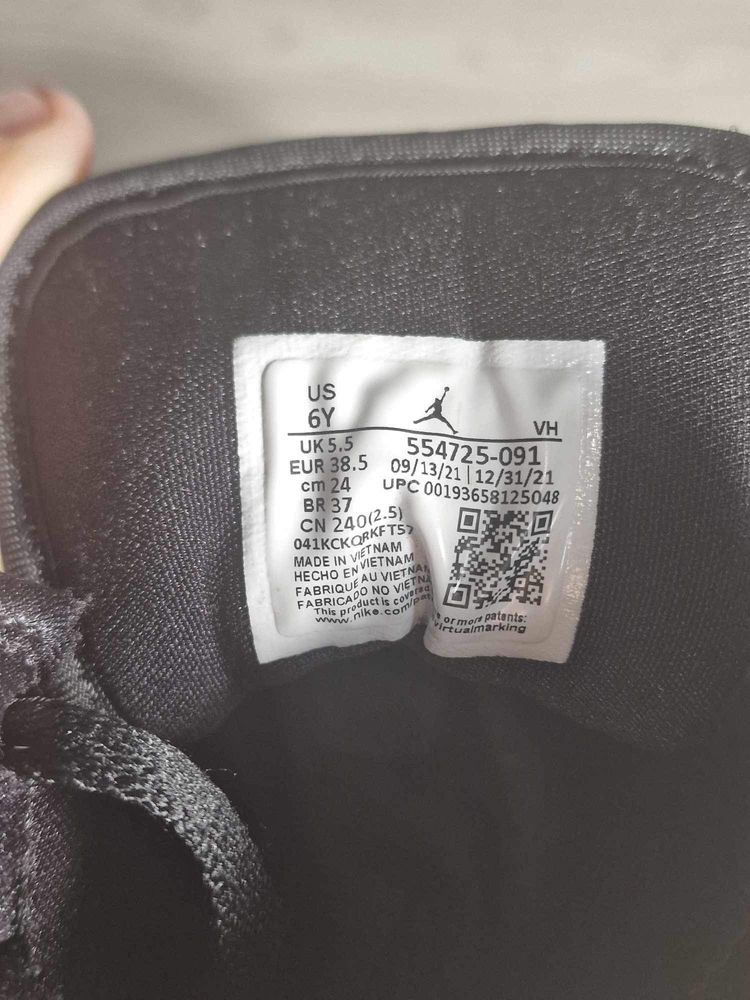 US
6Y
VH
UK 5.5
EUR 38.5
cm 24
BR 37
CN 240(2.5)
554725-091
09/13/21 | 12/31/21
UPC 00193658125048
MADE IN VIETNAM
HECHO EN VIETNAM
FABRIQUE AU VIETNAM
FABRICADO NO VIETNA
This product is covered
e or more patents:
www.nike.com/pat
virtualmarking